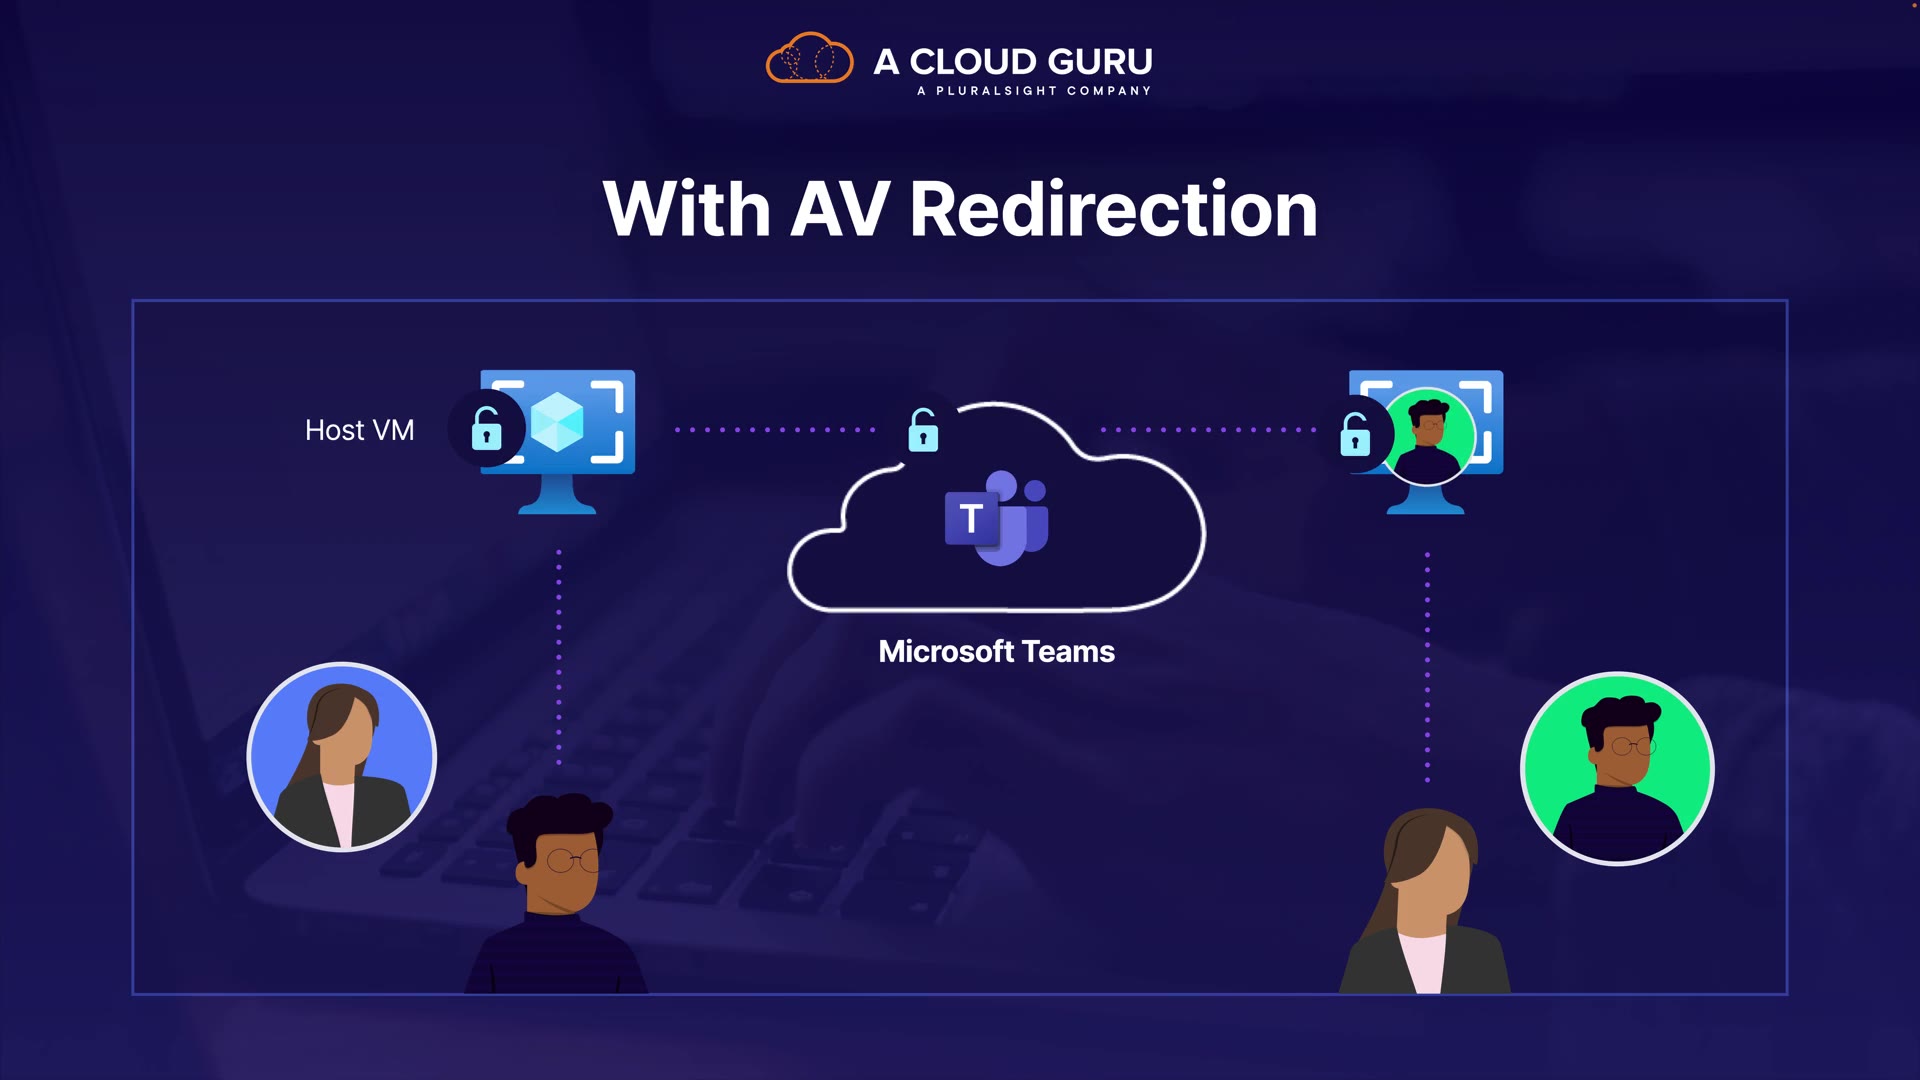 A CLOUD GURU
A PLURALSIGHT COMPANY
With AV Redirection
Host VM
T
Microsoft Teams